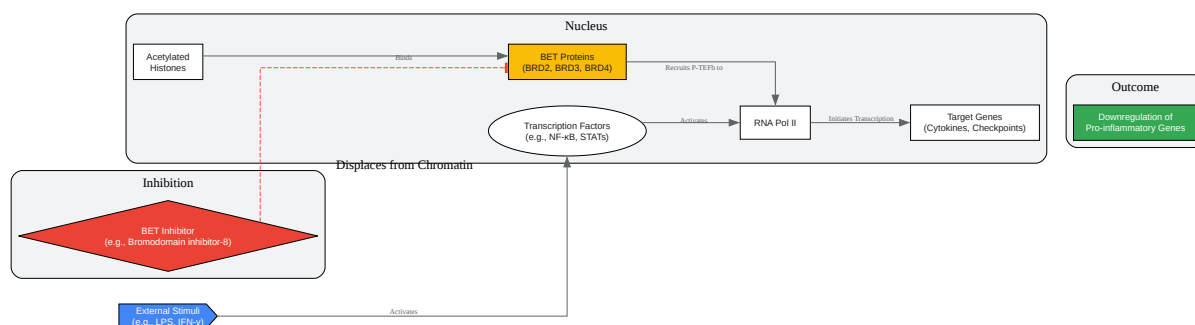 Nucleus
Acetylated
Histones
Binds
BET Proteins
(BRD2, BRD3, BRD4)
Recruits P-TEFb to
Transcription Factors
(e.g., NF-κB, STATs)
Activates
RNA Pol II
Initiates Transcription
Target Genes
(Cytokines, Checkpoints)
Outcome
Downregulation of
Pro-inflammatory Genes
Displaces from Chromatin
Inhibition
BET Inhibitor
(e.g., Bromodomain inhibitor-8)
External Stimuli
(e.g., LPS, IFN-γ)
Activates